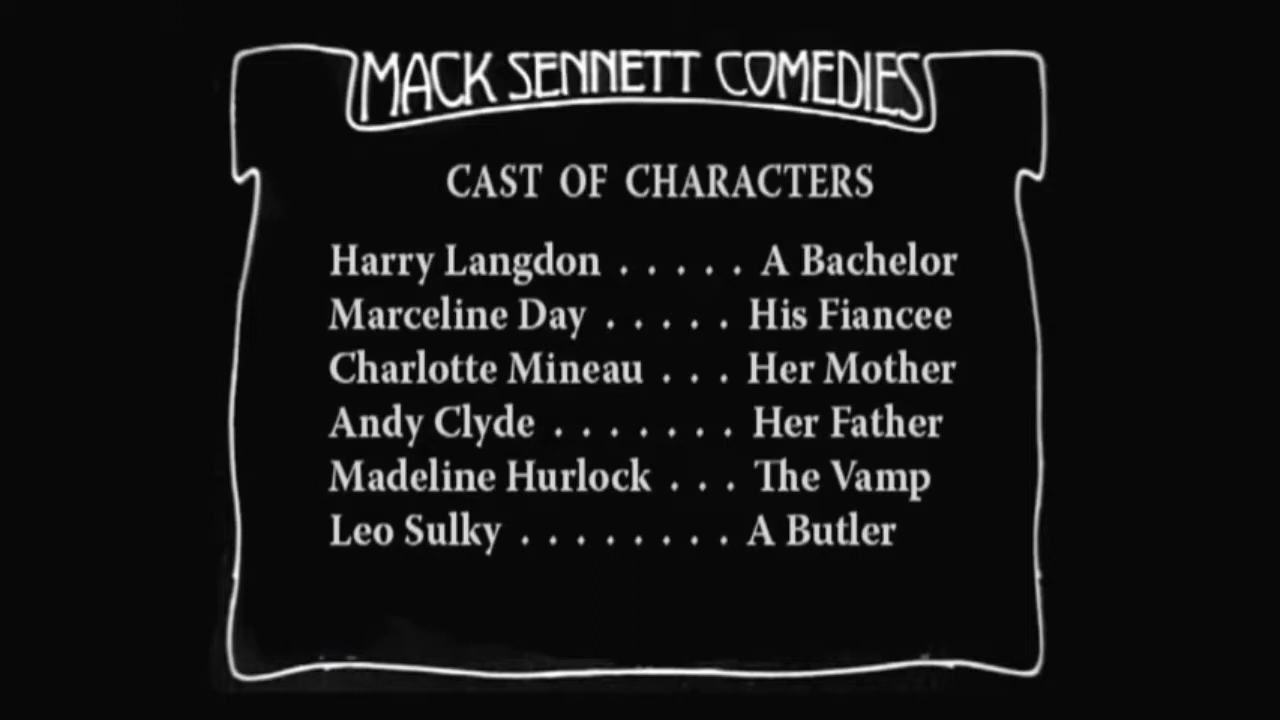 MACK SENNETT COMEDIES
CAST OF CHARACTERS
Harry Langdon . . . . . A Bachelor
Marceline Day . . . . . His Fiancee
Charlotte Mineau . . . Her Mother
Andy Clyde . . . . . . . Her Father
Madeline Hurlock . . . The Vamp
Leo Sulky . . . . . . . . A Butler